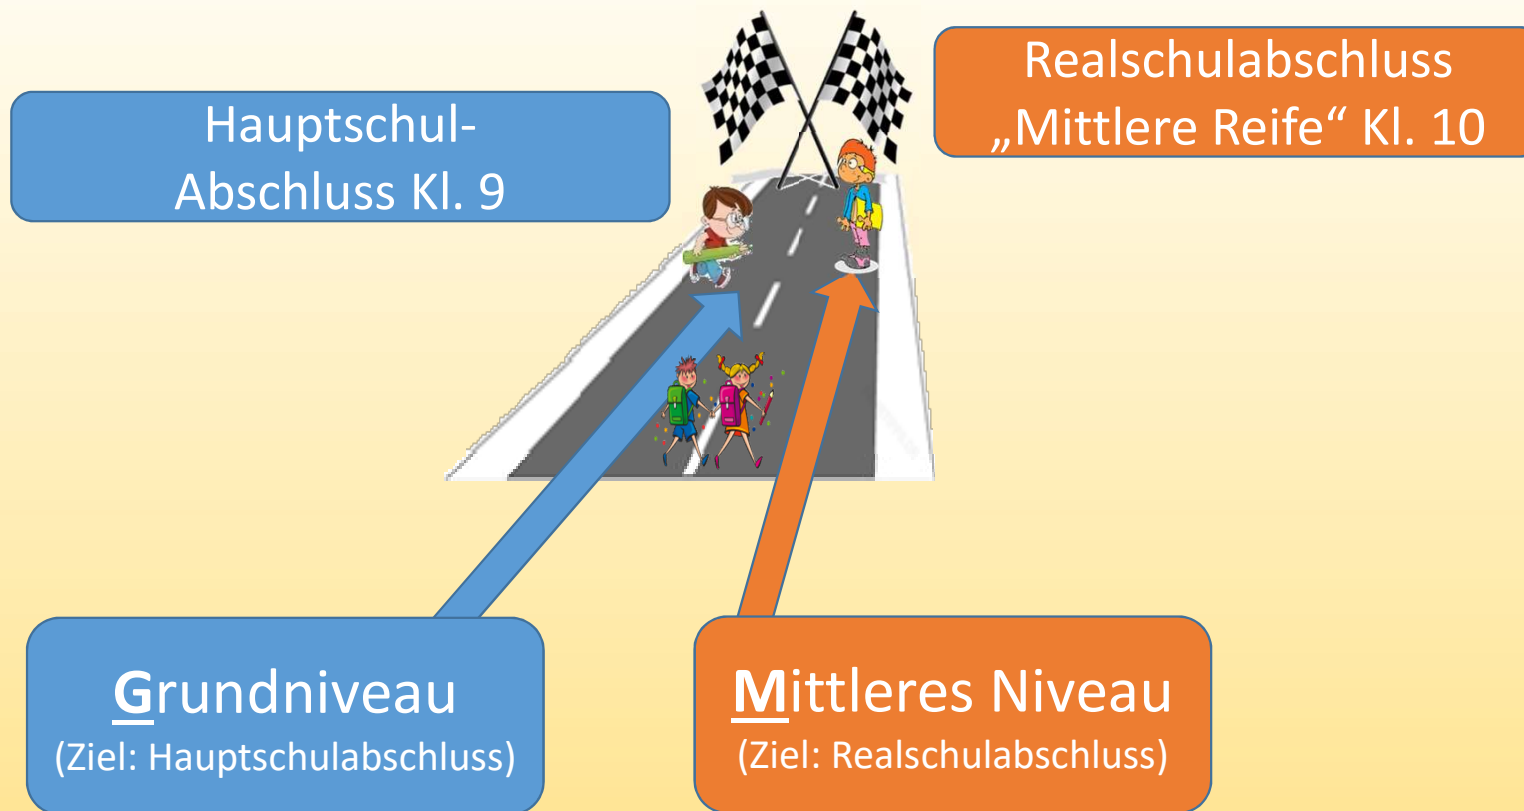 Hauptschul-
Abschluss Kl. 9
Realschulabschluss
„Mittlere Reife“ Kl. 10
Grundniveau
(Ziel: Hauptschulabschluss)
Mittleres Niveau
(Ziel: Realschulabschluss)